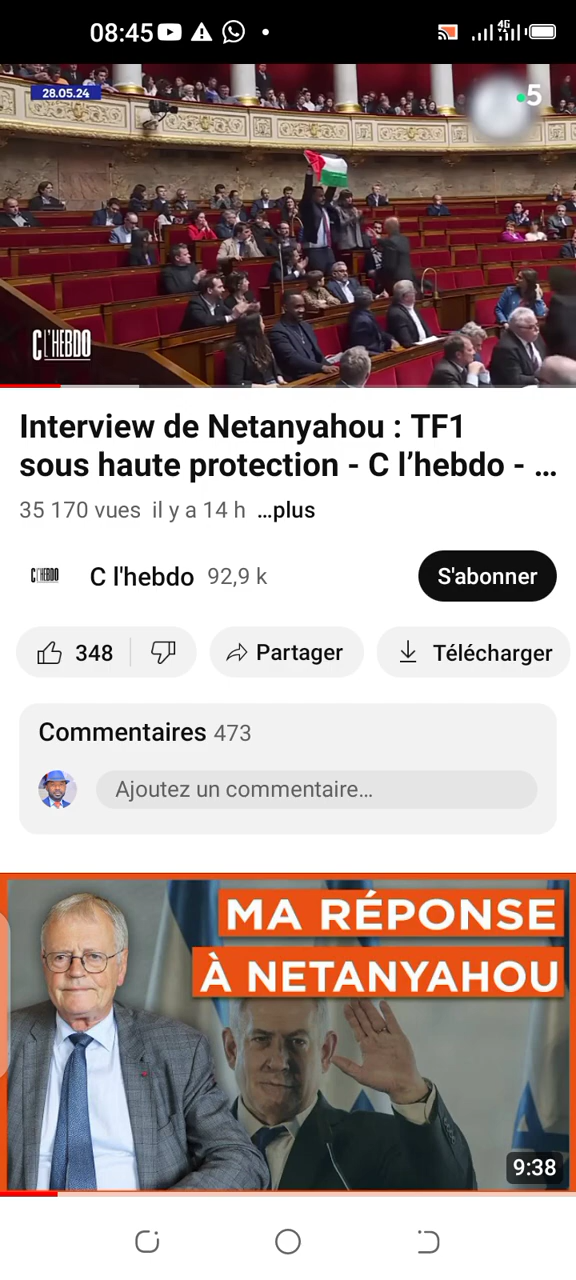 08:45
4G
28.05.24
5
C L'HEBDO
Interview de Netanyahou : TF1
sous haute protection - C l’hebdo - ...
35 170 vues il y a 14 h ...plus
C L'HEBDO
C l'hebdo 92,9 k
S'abonner
348
Partager
Télécharger
Commentaires 473
Ajoutez un commentaire...
MA RÉPONSE
À NETANYAHOU
9:38